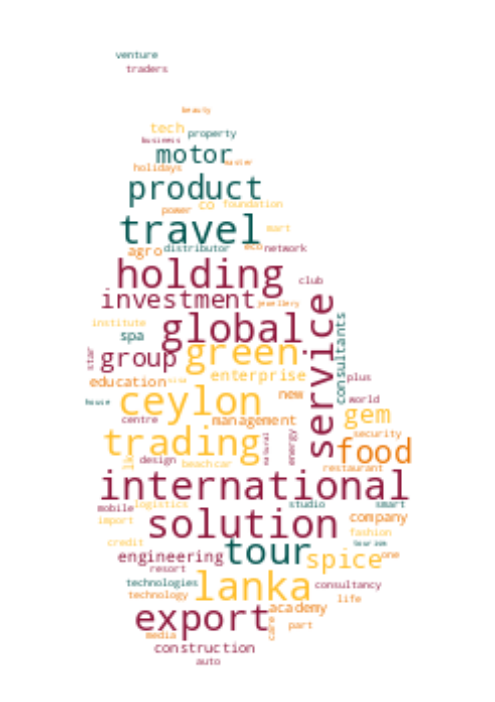 venture
traders
beauty
tech
property
business
motor
master
holidays
product
power co foundation
travel
mart
agro distributor eco network
holding
club
investment jewellery
service
global
consultants
institute
spa
star
group green
enterprise
plus
education
house
ceylon
new
world
centre
management
gem
trading
natural
energy
security
food
design
beach car
restaurant
international
mobile logistics
studio
smart
import
solution
company
fashion
credit
tourism
engineering tour
spice one
resort
technologies
lanka
consultancy
technology
life
export academy
care
part
media
construction
auto